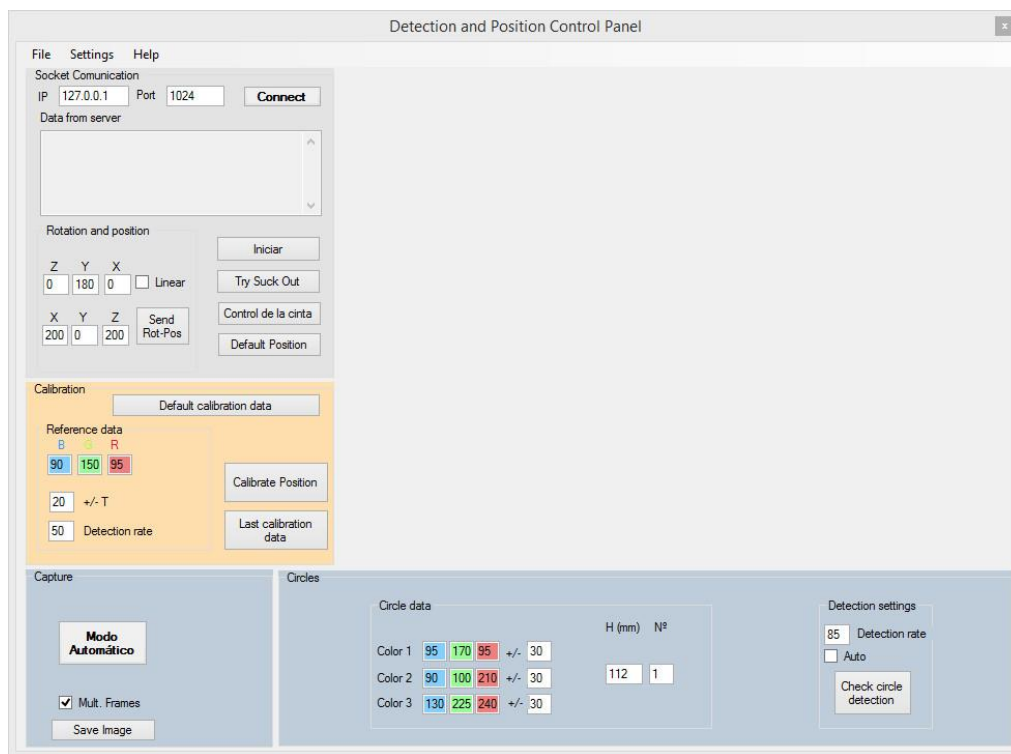 Detection and Position Control Panel
x
File Settings Help
Socket Comunication
IP 127.0.0.1 Port 1024 Connect
Data from server
Rotation and position
Iniciar
Z Y X
0 180 0 Linear
Try Suck Out
X Y Z
200 0 200 Send Rot-Pos
Control de la cinta
Default Position
Calibration
Default calibration data
Reference data
B G R
90 150 95
20 +/- T
50 Detection rate
Calibrate Position
Last calibration
data
Capture
Modo
Automático
Mult. Frames
Save Image
Circles
Circle data
H (mm) Nº
Color 1 95 170 95 +/- 30
Color 2 90 100 210 +/- 30
Color 3 130 225 240 +/- 30
112 1
Detection settings
85 Detection rate
Auto
Check circle
detection